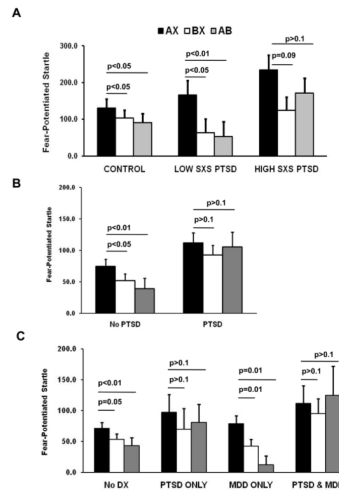 A
AX BX AB
Fear-Potentiated Startle
300.0
200.0
100.0
0.0
p<0.05
p<0.05
p<0.01
p<0.05
p>0.1
p=0.09
CONTROL LOW SXS PTSD HIGH SXS PTSD
B
Fear-Potentiated Startle
150.0
100.0
50.0
0.0
p<0.01
p<0.05
p>0.1
p>0.1
No PTSD PTSD
C
Fear-Potentiated Startle
200.0
150.0
100.0
50.0
0.0
p<0.01
p=0.05
p>0.1
p>0.1
p=0.01
p=0.01
p>0.1
p>0.1
No DX PTSD ONLY MDD ONLY PTSD & MDD